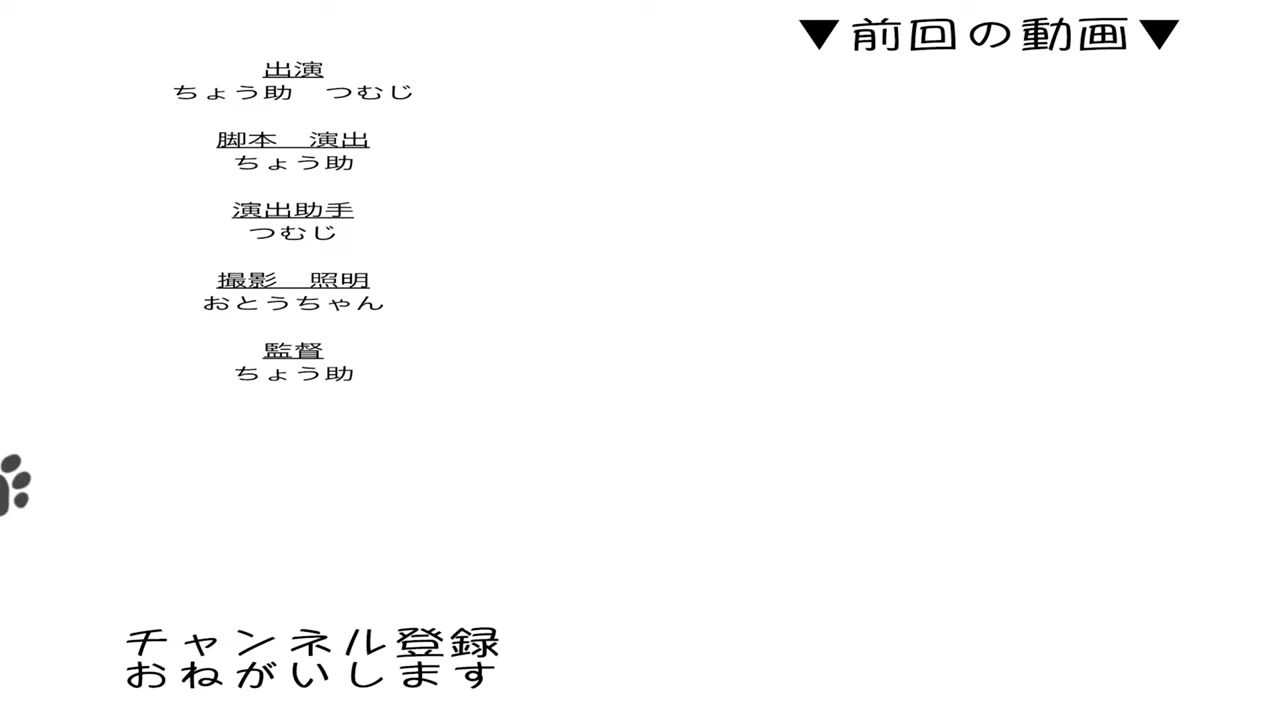 ▼前回の動画▼
出演
ちょう助　つむじ
脚本　演出
ちょう助
演出助手
つむじ
撮影　照明
おとうちゃん
監督
ちょう助
チャンネル登録
おねがいします